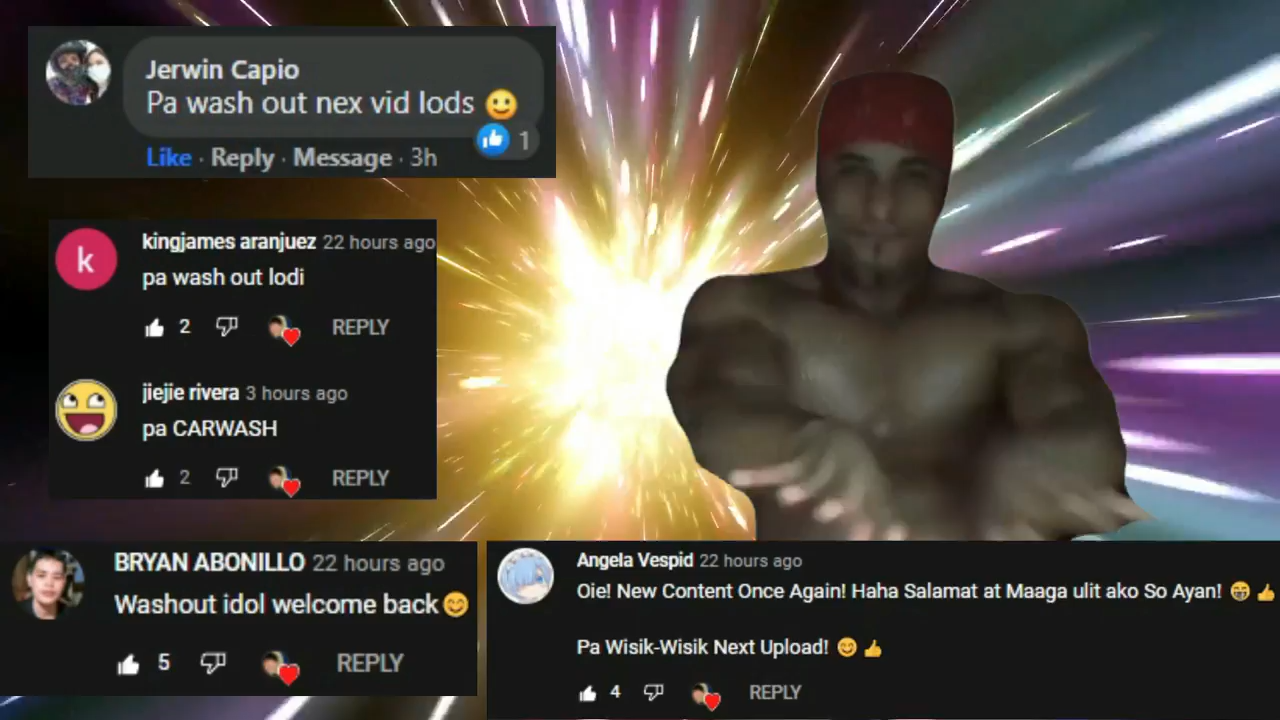 Jerwin Capio
Pa wash out nex vid lods 🙂
1
Like · Reply · Message · 3h
k
kingjames aranjuez 22 hours ago
pa wash out lodi
2 REPLY
jiejie rivera 3 hours ago
pa CARWASH
2 REPLY
BRYAN ABONILLO 22 hours ago
Washout idol welcome back 😊
5 REPLY
Angela Vespid 22 hours ago
Oie! New Content Once Again! Haha Salamat at Maaga ulit ako So Ayan! 😁👍
Pa Wisik-Wisik Next Upload! 😊👍
4 REPLY